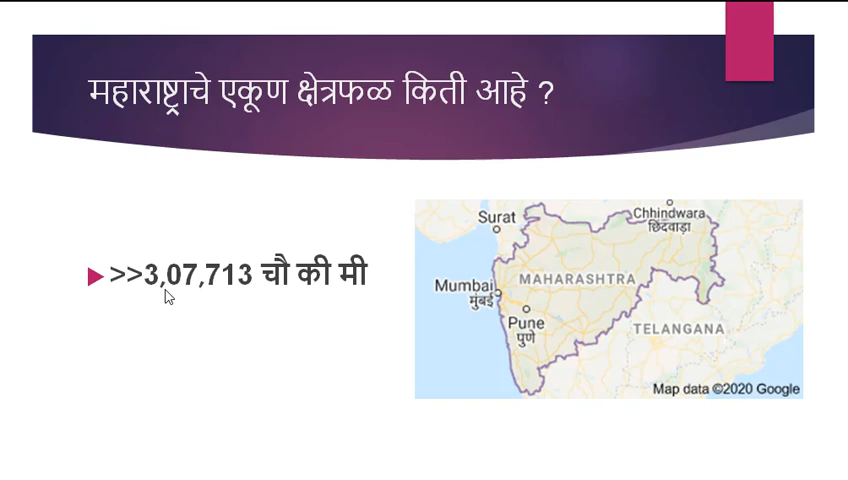 महाराष्ट्राचे एकूण क्षेत्रफळ किती आहे ?
>>3,07,713 चौ की मी
Surat
Chhindwara
छिंदवाड़ा
MAHARASHTRA
Mumbai
मुंबई
Pune
पुणे
TELANGANA
Map data ©2020 Google